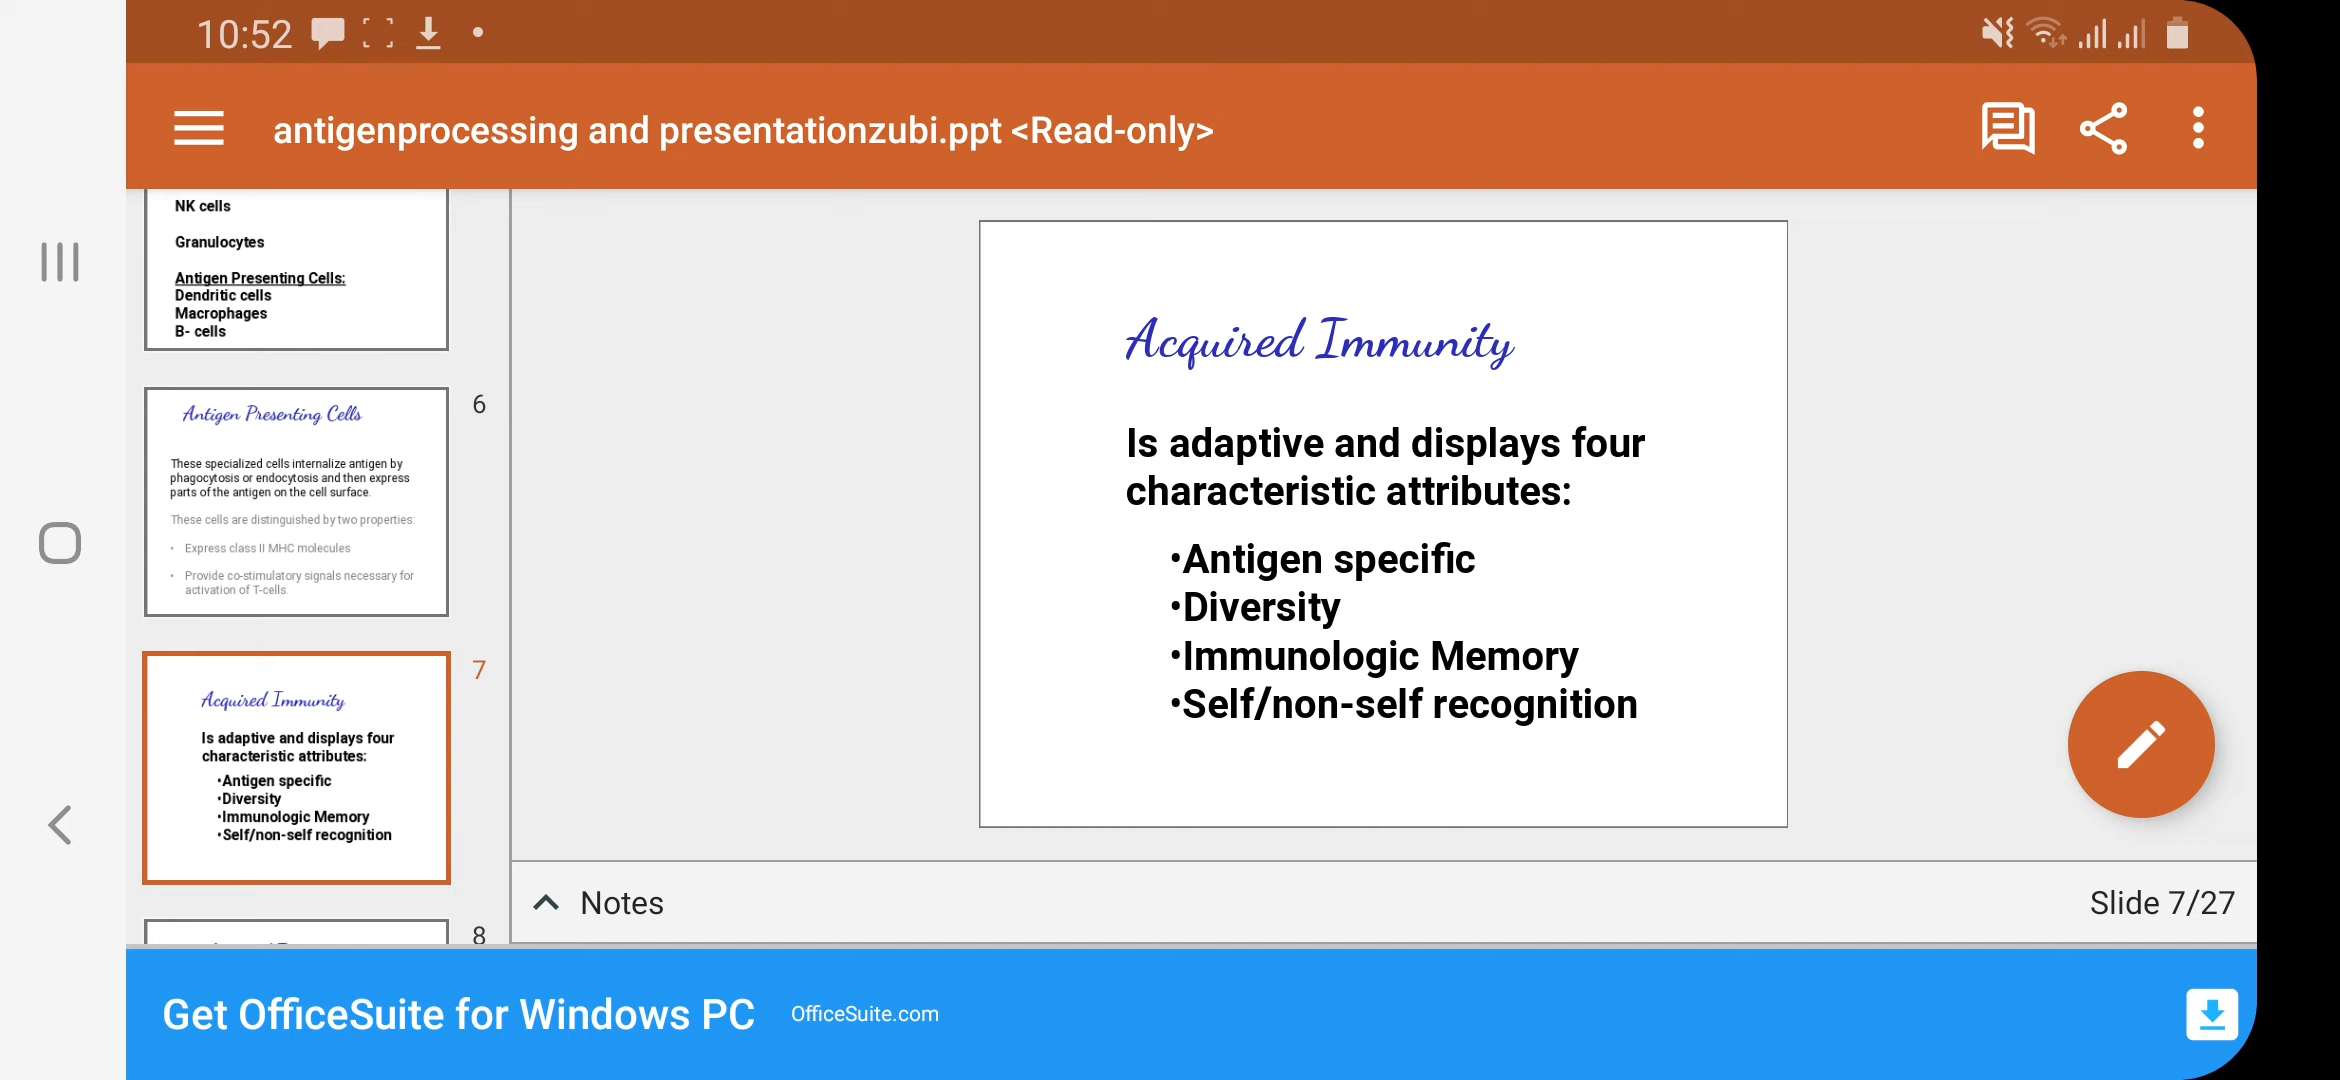 10:52
antigenprocessing and presentationzubi.ppt <Read-only>
NK cells
Granulocytes
Antigen Presenting Cells:
Dendritic cells
Macrophages
B- cells
6
Antigen Presenting Cells
These specialized cells internalize antigen by
phagocytosis or endocytosis and then express
parts of the antigen on the cell surface.
These cells are distinguished by two properties:
• Express class II MHC molecules
• Provide co-stimulatory signals necessary for
activation of T-cells.
7
Acquired Immunity
Is adaptive and displays four
characteristic attributes:
•Antigen specific
•Diversity
•Immunologic Memory
•Self/non-self recognition
8
Acquired Immunity
Is adaptive and displays four
characteristic attributes:
•Antigen specific
•Diversity
•Immunologic Memory
•Self/non-self recognition
Notes
Slide 7/27
Get OfficeSuite for Windows PC
OfficeSuite.com